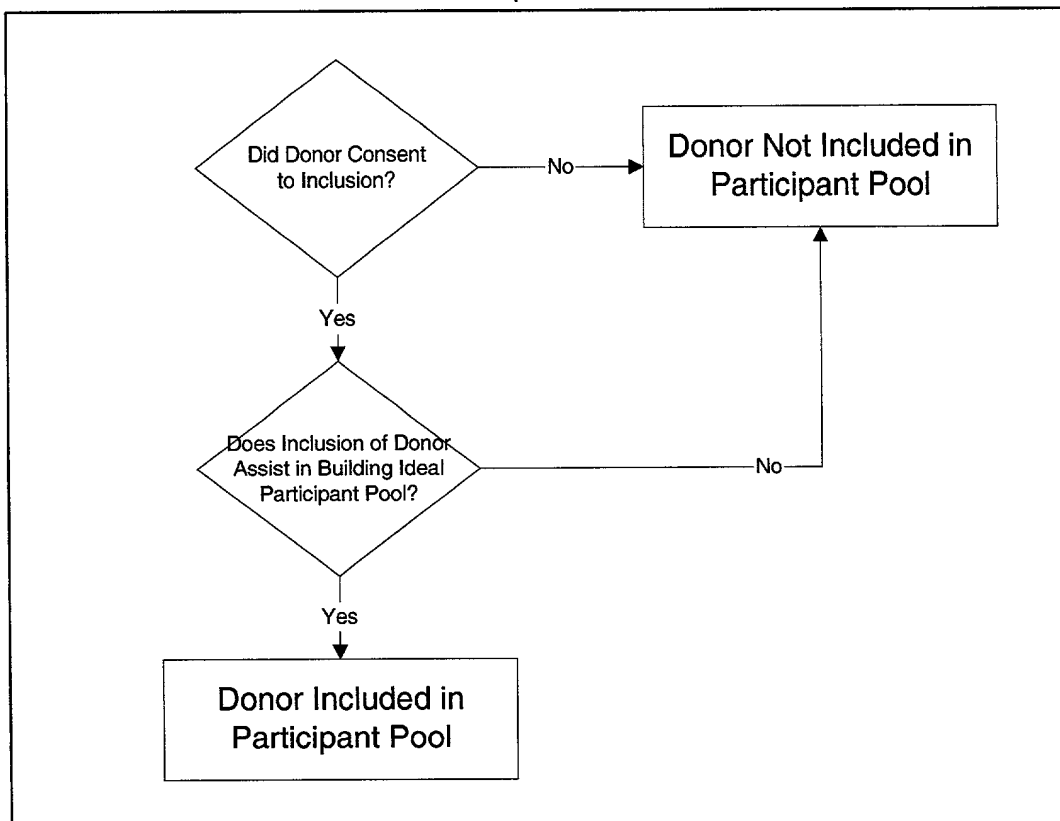 Did Donor Consent
to Inclusion?
No
Donor Not Included in
Participant Pool
Yes
Does Inclusion of Donor
Assist in Building Ideal
Participant Pool?
No
Yes
Donor Included in
Participant Pool